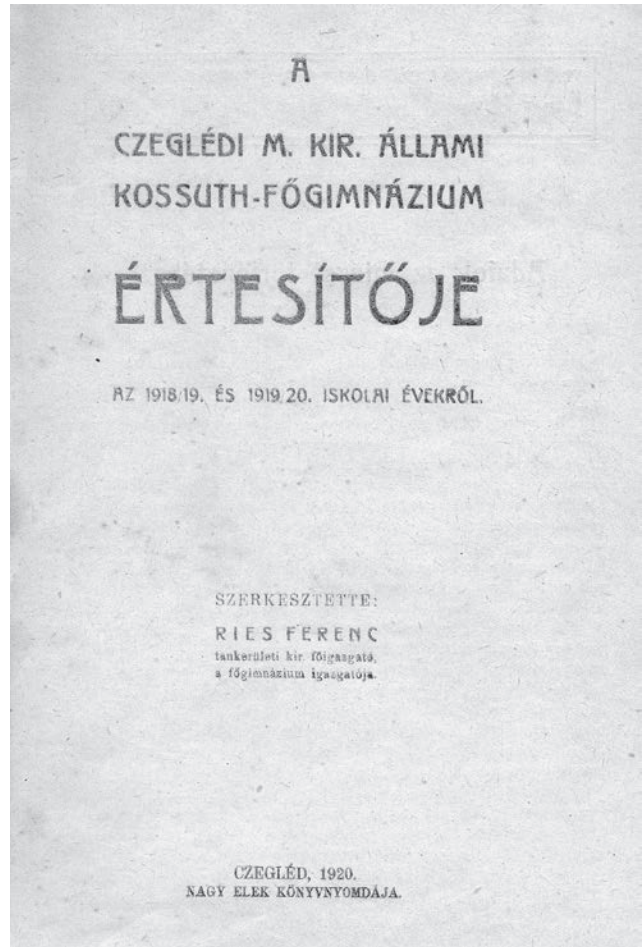 A
CZEGLÉDI M. KIR. ÁLLAMI
KOSSUTH-FŐGIMNÁZIUM
ÉRTESÍTŐJE
AZ 1918/19. ÉS 1919/20. ISKOLAI ÉVEKRŐL.
SZERKESZTETTE:
RIES FERENC
tankerületi kir. főigazgató,
a főgimnázium igazgatója.
CZEGLÉD, 1920.
NAGY ELEK KÖNYVNYOMDÁJA.